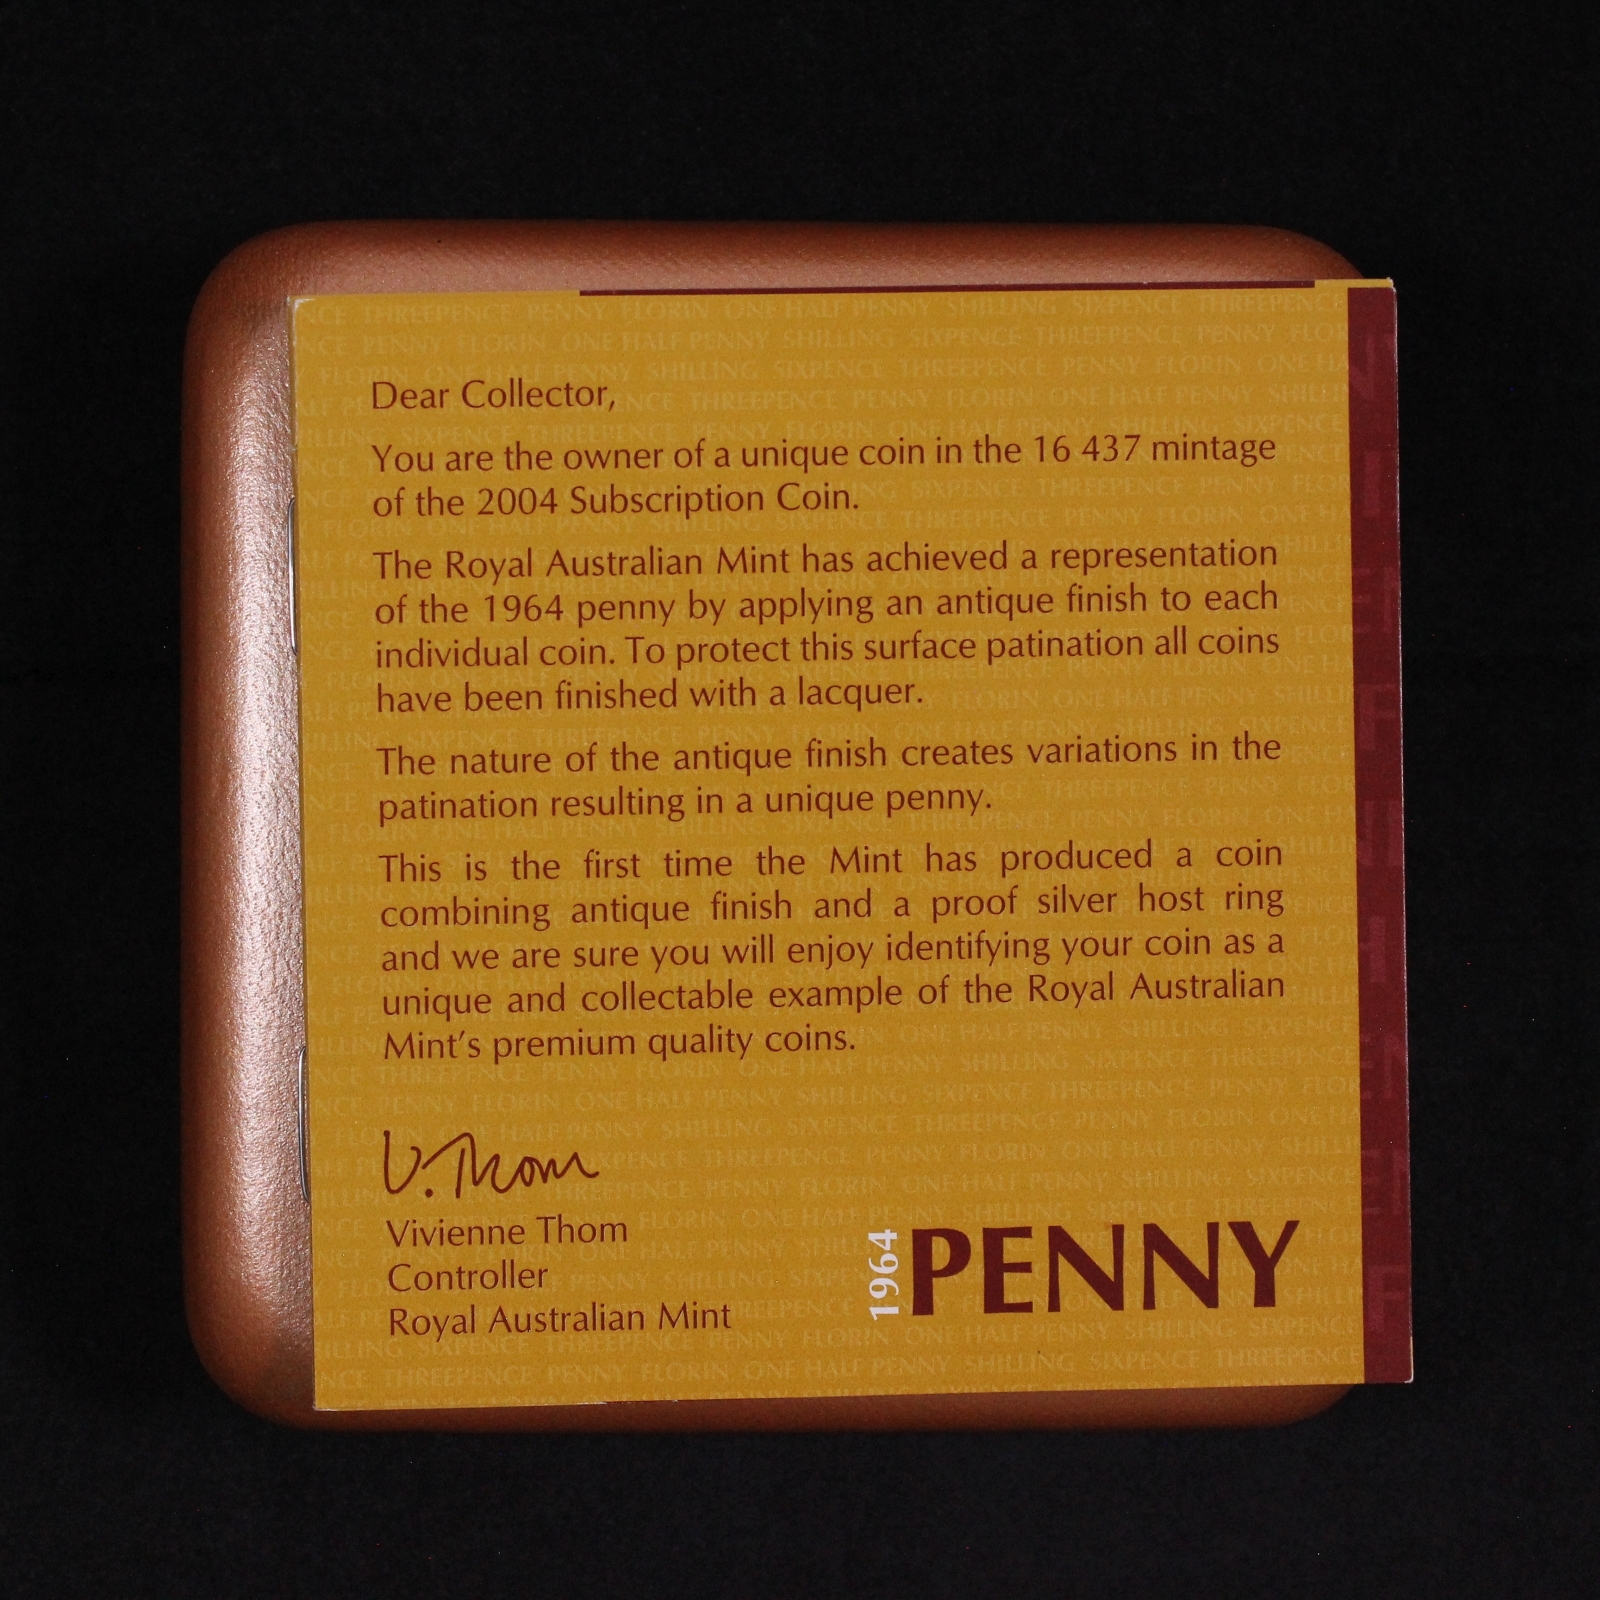 Dear Collector,
You are the owner of a unique coin in the 16 437 mintage
of the 2004 Subscription Coin.
The Royal Australian Mint has achieved a representation
of the 1964 penny by applying an antique finish to each
individual coin. To protect this surface patination all coins
have been finished with a lacquer.
The nature of the antique finish creates variations in the
patination resulting in a unique penny.
This is the first time the Mint has produced a coin
combining antique finish and a proof silver host ring
and we are sure you will enjoy identifying your coin as a
unique and collectable example of the Royal Australian
Mint's premium quality coins.
V. Thom
Vivienne Thom
Controller
Royal Australian Mint
1964 PENNY